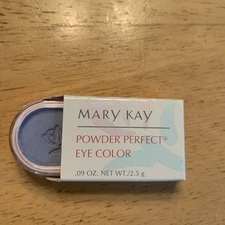 MARY KAY
POWDER PERFECT®
EYE COLOR
.09 OZ. NET WT./2.5 g